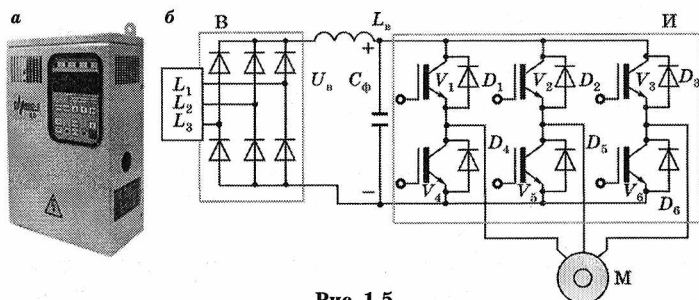 а
б
В
Lв
И
+
L₁
L₂
L₃
Uв
Cф
V₁
D₁
V₂
D₂
V₃
D₃
D₄
D₅
−
V₄
V₅
V₆
D₆
М
Рис. 1.5